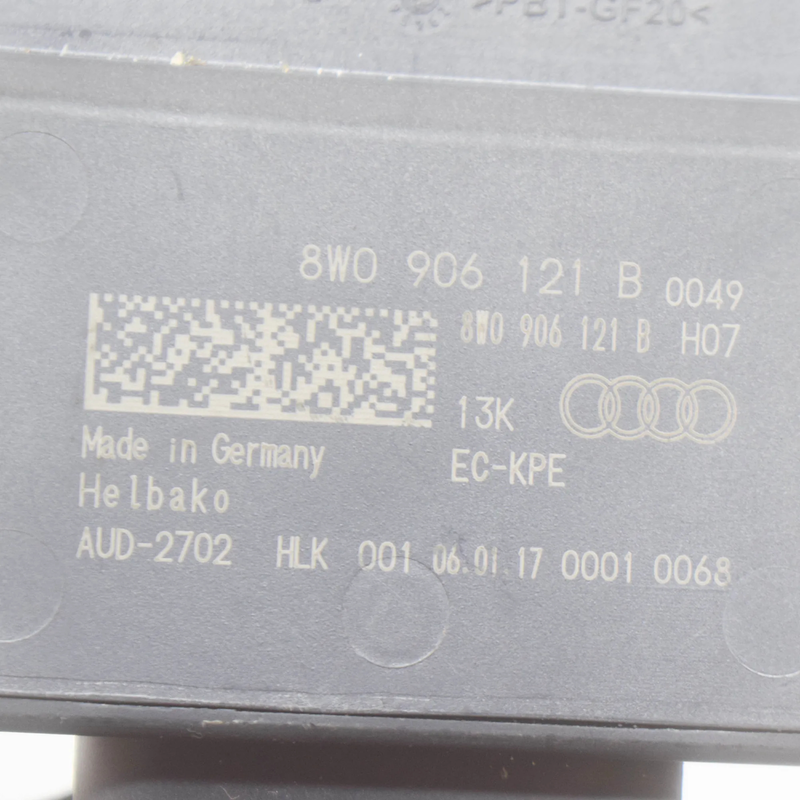 >PBT-GF20<
8W0 906 121 B 0049
8W0 906 121 B H07
13K
Made in Germany
EC-KPE
Helbako
AUD-2702 HLK 001 06.01.17 0001 0068